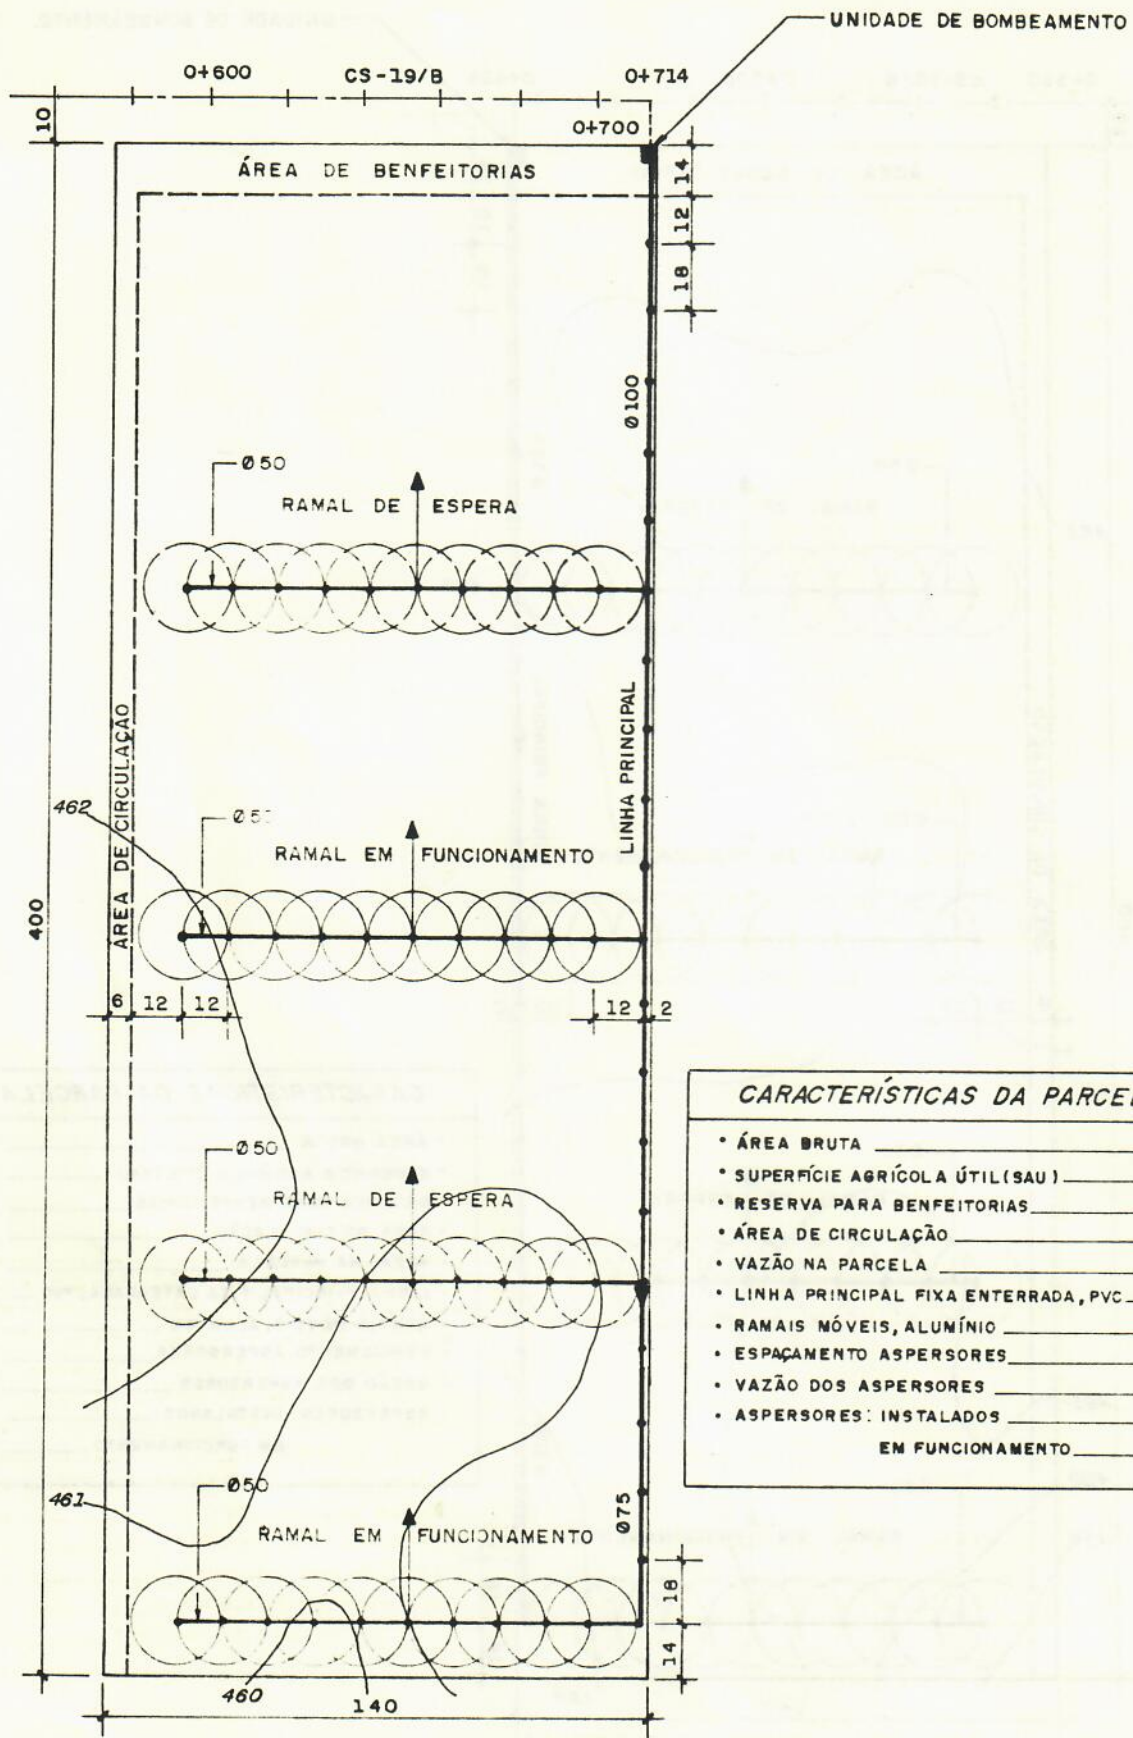 UNIDADE DE BOMBEAMENTO
0+600
CS-19/B
0+714
10
0+700
ÁREA DE BENFEITORIAS
14
12
18
Ø100
Ø50
RAMAL DE ESPERA
ÁREA DE CIRCULAÇÃO
LINHA PRINCIPAL
462
RAMAL EM FUNCIONAMENTO
400
6
12
12
12
2
CARACTERÍSTICAS DA
• ÁREA BRUTA
• SUPERFÍCIE AGRÍCOLA ÚTIL (SAU)
• RESERVA PARA BENFEITORIAS
• ÁREA DE CIRCULAÇÃO
• VAZÃO NA PARCELA
• LINHA PRINCIPAL FIXA ENTERRADA, PVC
• RAMAIS MÓVEIS, ALUMÍNIO
• ESPAÇAMENTO ASPERSORES
• VAZÃO DOS ASPERSORES
• ASPERSORES: INSTALADOS
EM FUNCIONAMENTO
Ø50
RAMAL DE ESPERA
461
Ø50
RAMAL EM FUNCIONAMENTO
Ø75
18
14
460
140